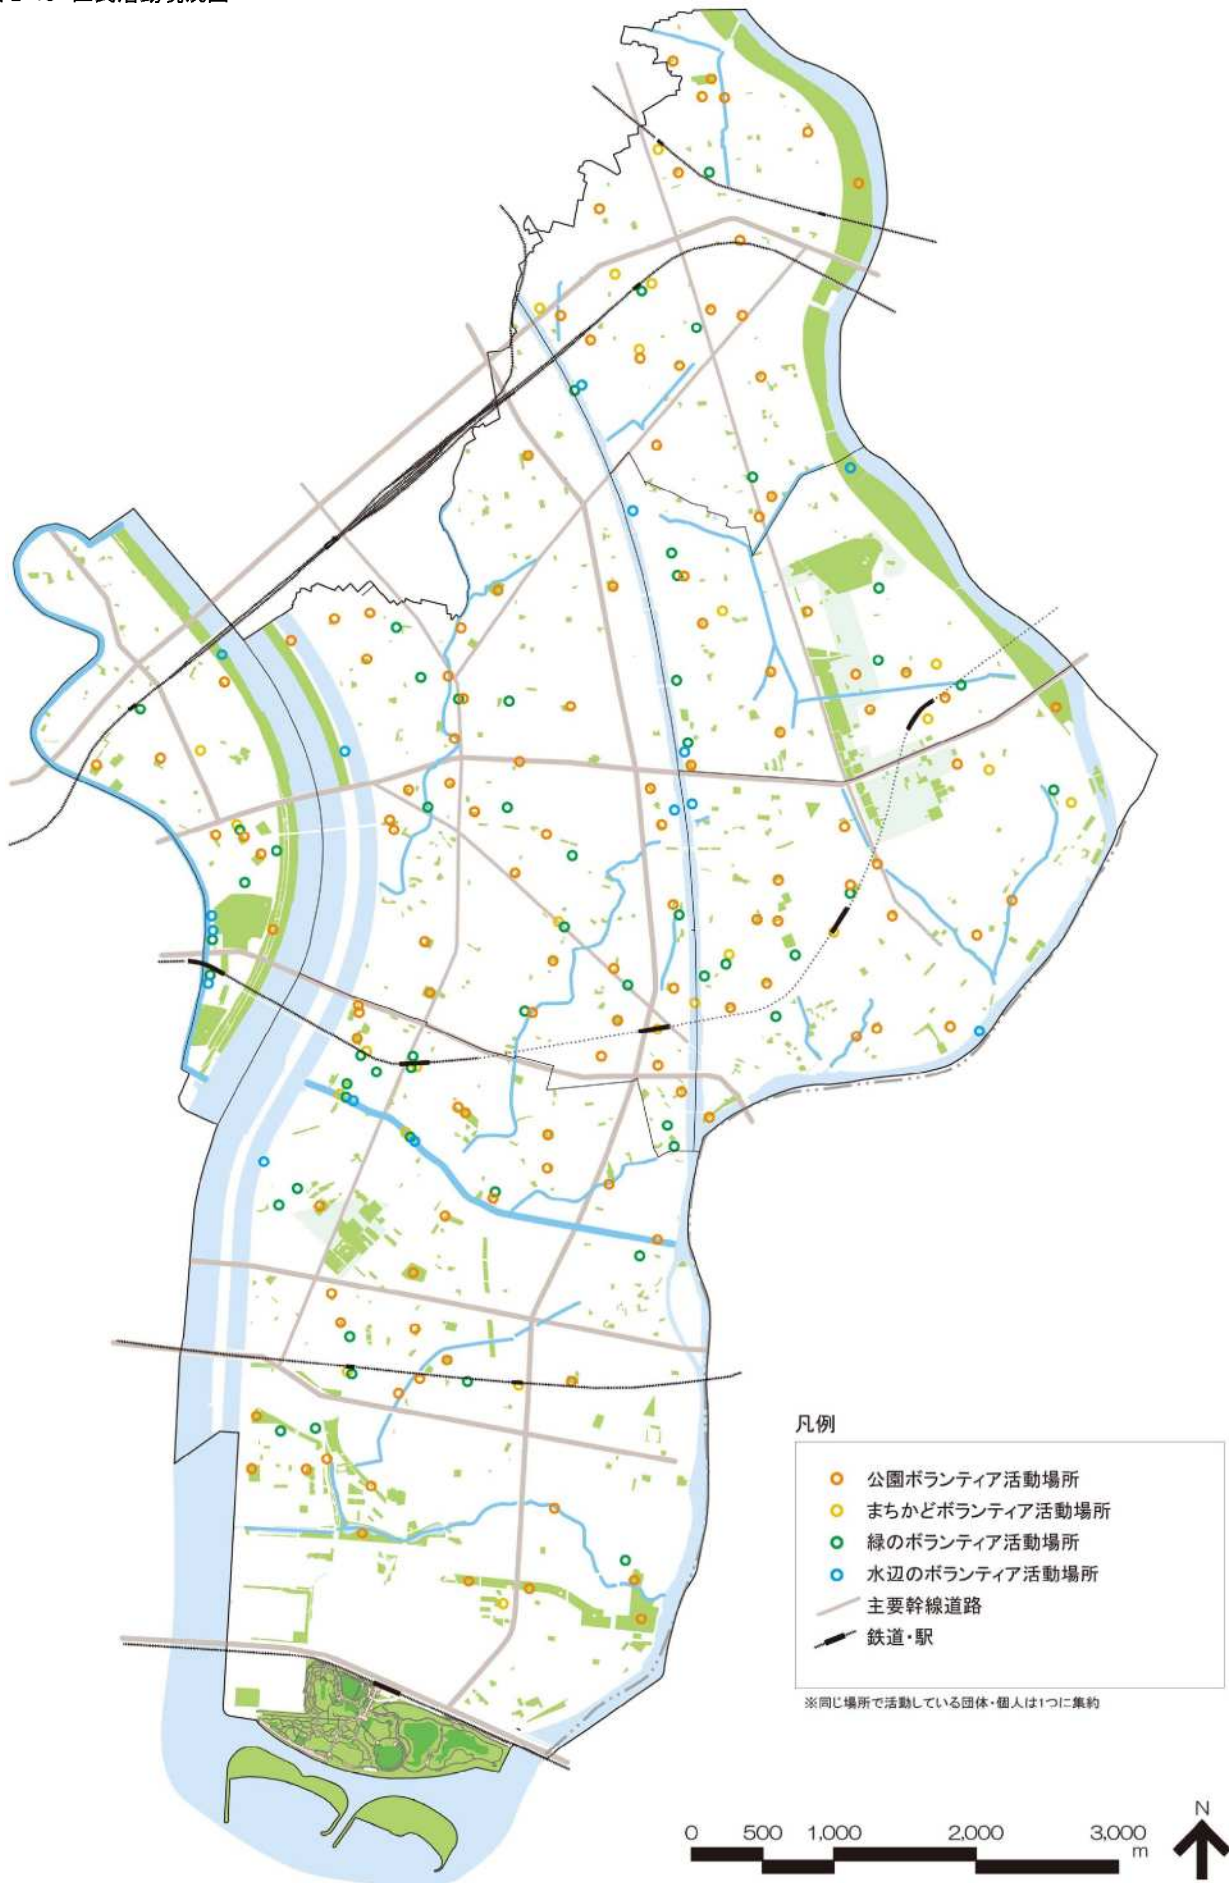 凡例
公園ボランティア活動場所
まちかどボランティア活動場所
緑のボランティア活動場所
水辺のボランティア活動場所
主要幹線道路
鉄道・駅
※同じ場所で活動している団体・個人は1つに集約
0 500 1,000 2,000 3,000
m
N